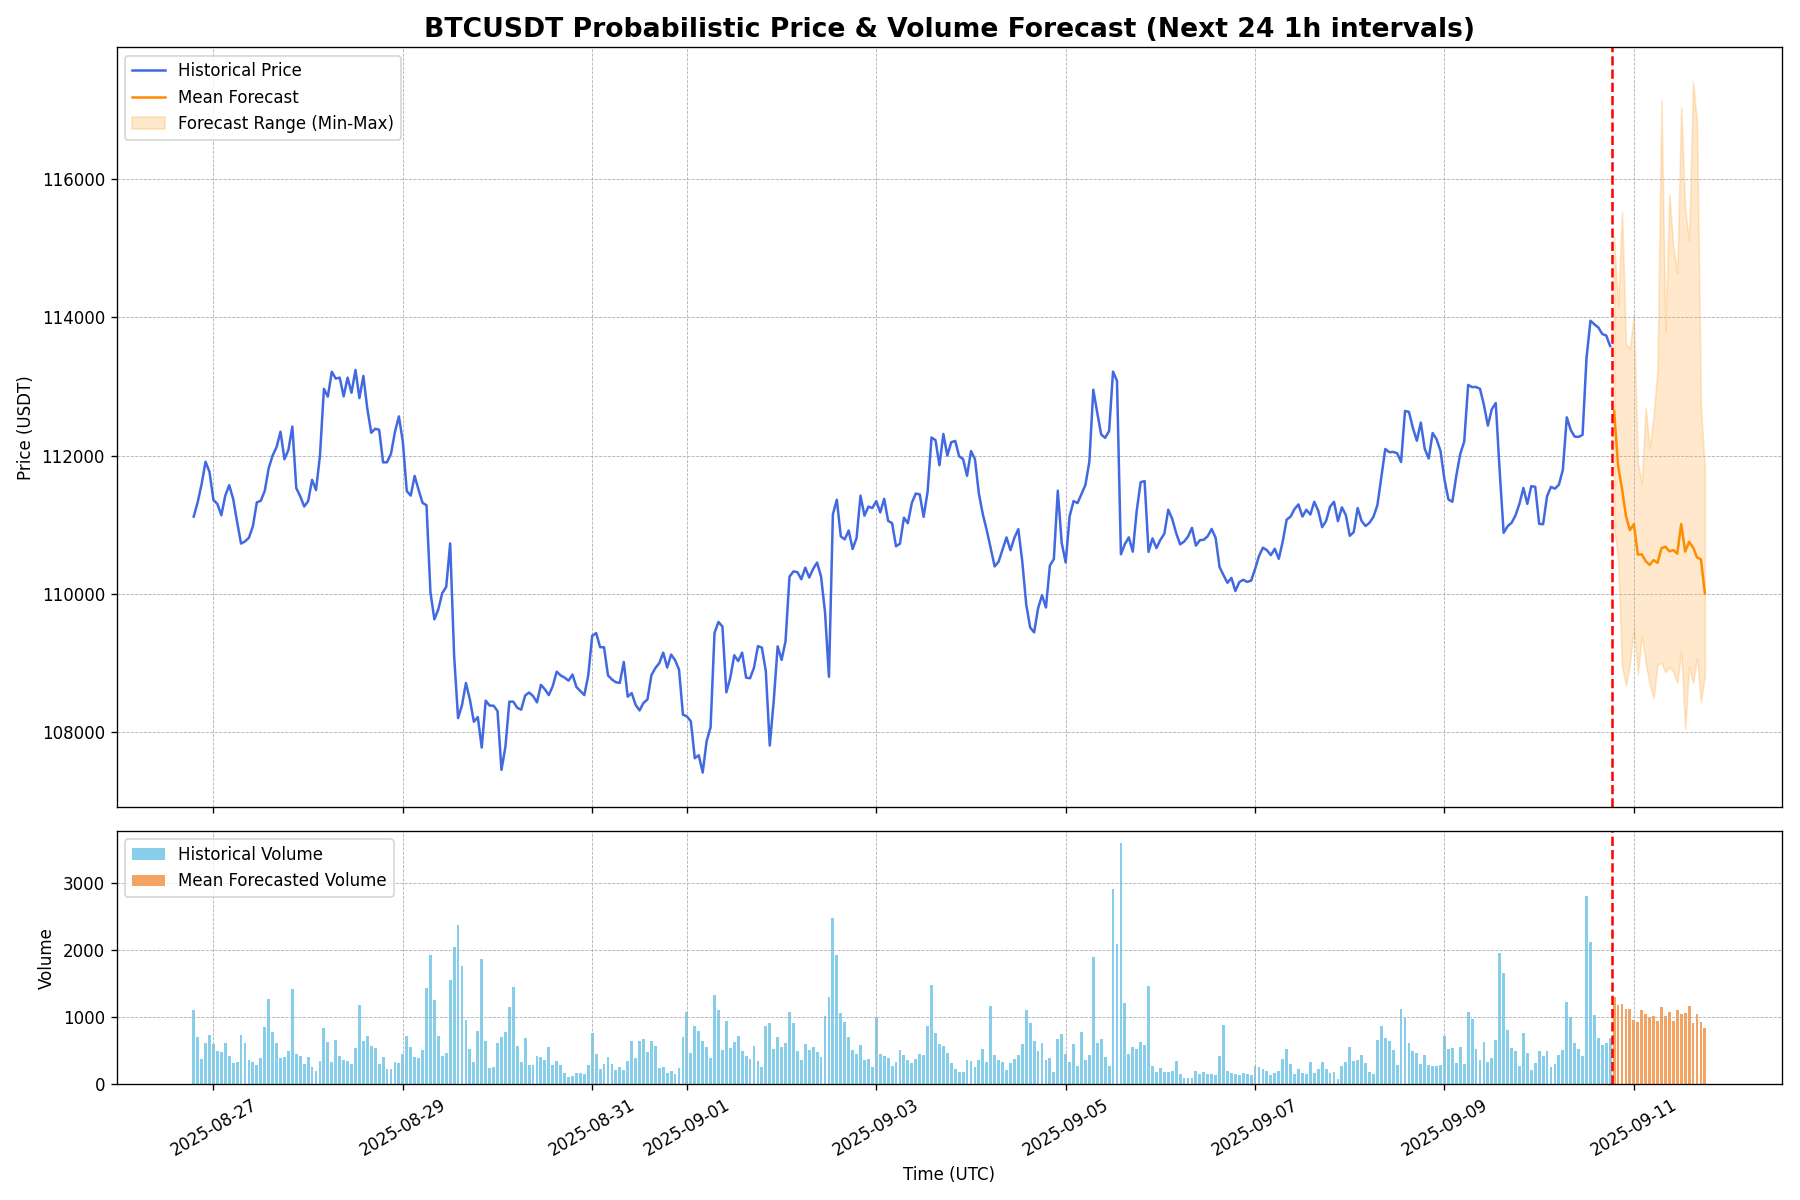 BTCUSDT Probabilistic Price & Volume Forecast (Next 24 1h intervals)
Historical Price
Mean Forecast
Forecast Range (Min-Max)
116000
114000
112000
110000
108000
Price (USDT)
Historical Volume
Mean Forecasted Volume
3000
2000
1000
0
Volume
2025-08-27
2025-08-29
2025-08-31
2025-09-01
2025-09-03
2025-09-05
2025-09-07
2025-09-09
2025-09-11
Time (UTC)